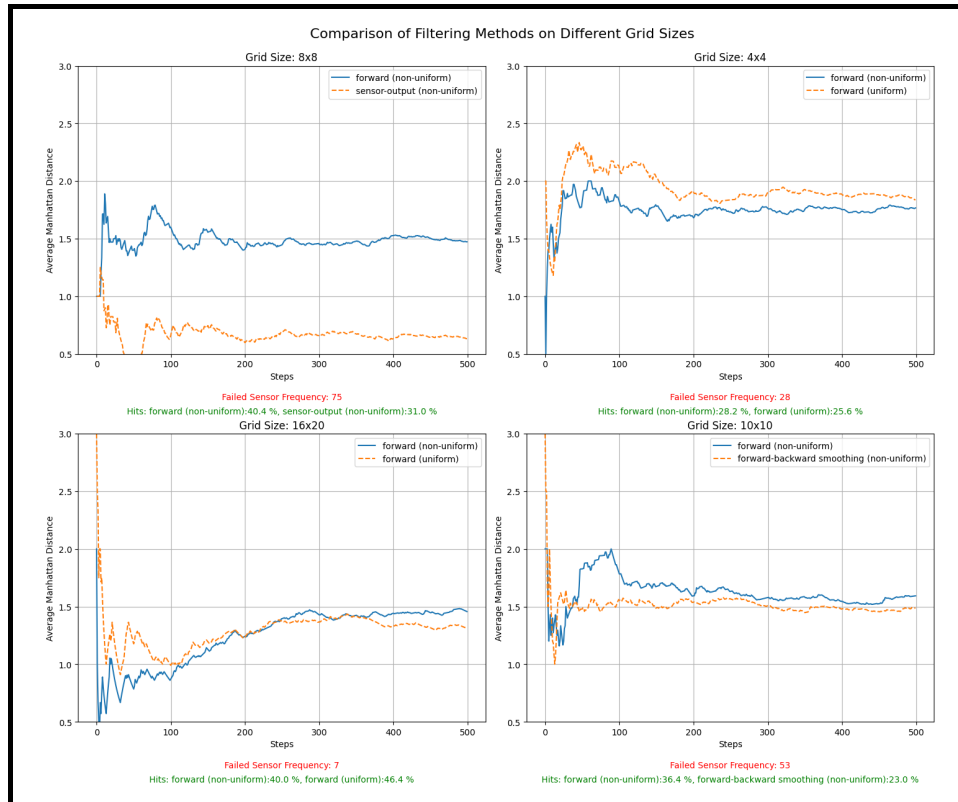 Comparison of Filtering Methods on Different Grid Sizes
Grid Size: 8x8
3.0
2.5
2.0
1.5
1.0
0.5
Average Manhattan Distance
forward (non-uniform)
sensor-output (non-uniform)
0 100 200 300 400 500
Steps
Failed Sensor Frequency: 75
Hits: forward (non-uniform):40.4 %, sensor-output (non-uniform):31.0 %
Grid Size: 4x4
3.0
2.5
2.0
1.5
1.0
0.5
Average Manhattan Distance
forward (non-uniform)
forward (uniform)
0 100 200 300 400 500
Steps
Failed Sensor Frequency: 28
Hits: forward (non-uniform):28.2 %, forward (uniform):25.6 %
Grid Size: 16x20
3.0
2.5
2.0
1.5
1.0
0.5
Average Manhattan Distance
forward (non-uniform)
forward (uniform)
0 100 200 300 400 500
Steps
Failed Sensor Frequency: 7
Hits: forward (non-uniform):40.0 %, forward (uniform):46.4 %
Grid Size: 10x10
3.0
2.5
2.0
1.5
1.0
0.5
Average Manhattan Distance
forward (non-uniform)
forward-backward smoothing (non-uniform)
0 100 200 300 400 500
Steps
Failed Sensor Frequency: 53
Hits: forward (non-uniform):36.4 %, forward-backward smoothing (non-uniform):23.0 %